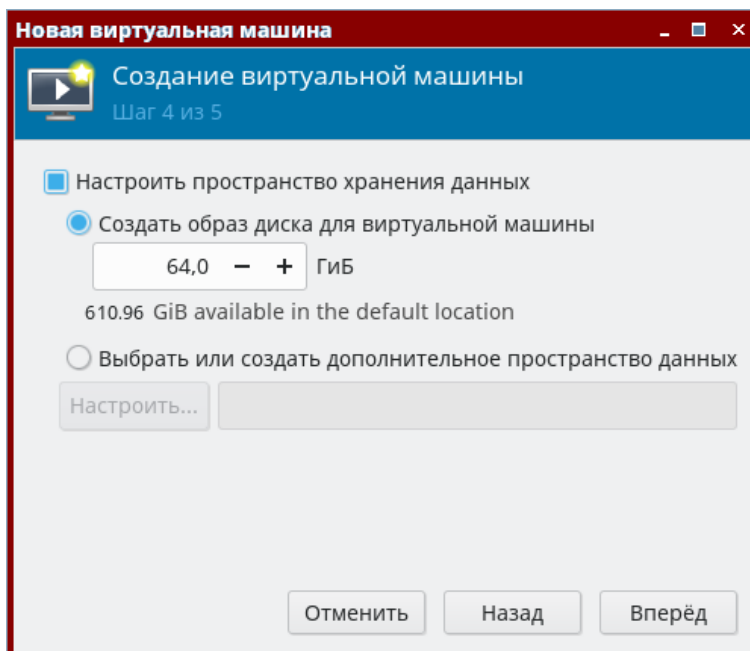 Новая виртуальная машина
Создание виртуальной машины
Шаг 4 из 5
Настроить пространство хранения данных
Создать образ диска для виртуальной машины
64,0 − + ГиБ
610.96 GiB available in the default location
Выбрать или создать дополнительное пространство данных
Настроить...
Отменить Назад Вперёд